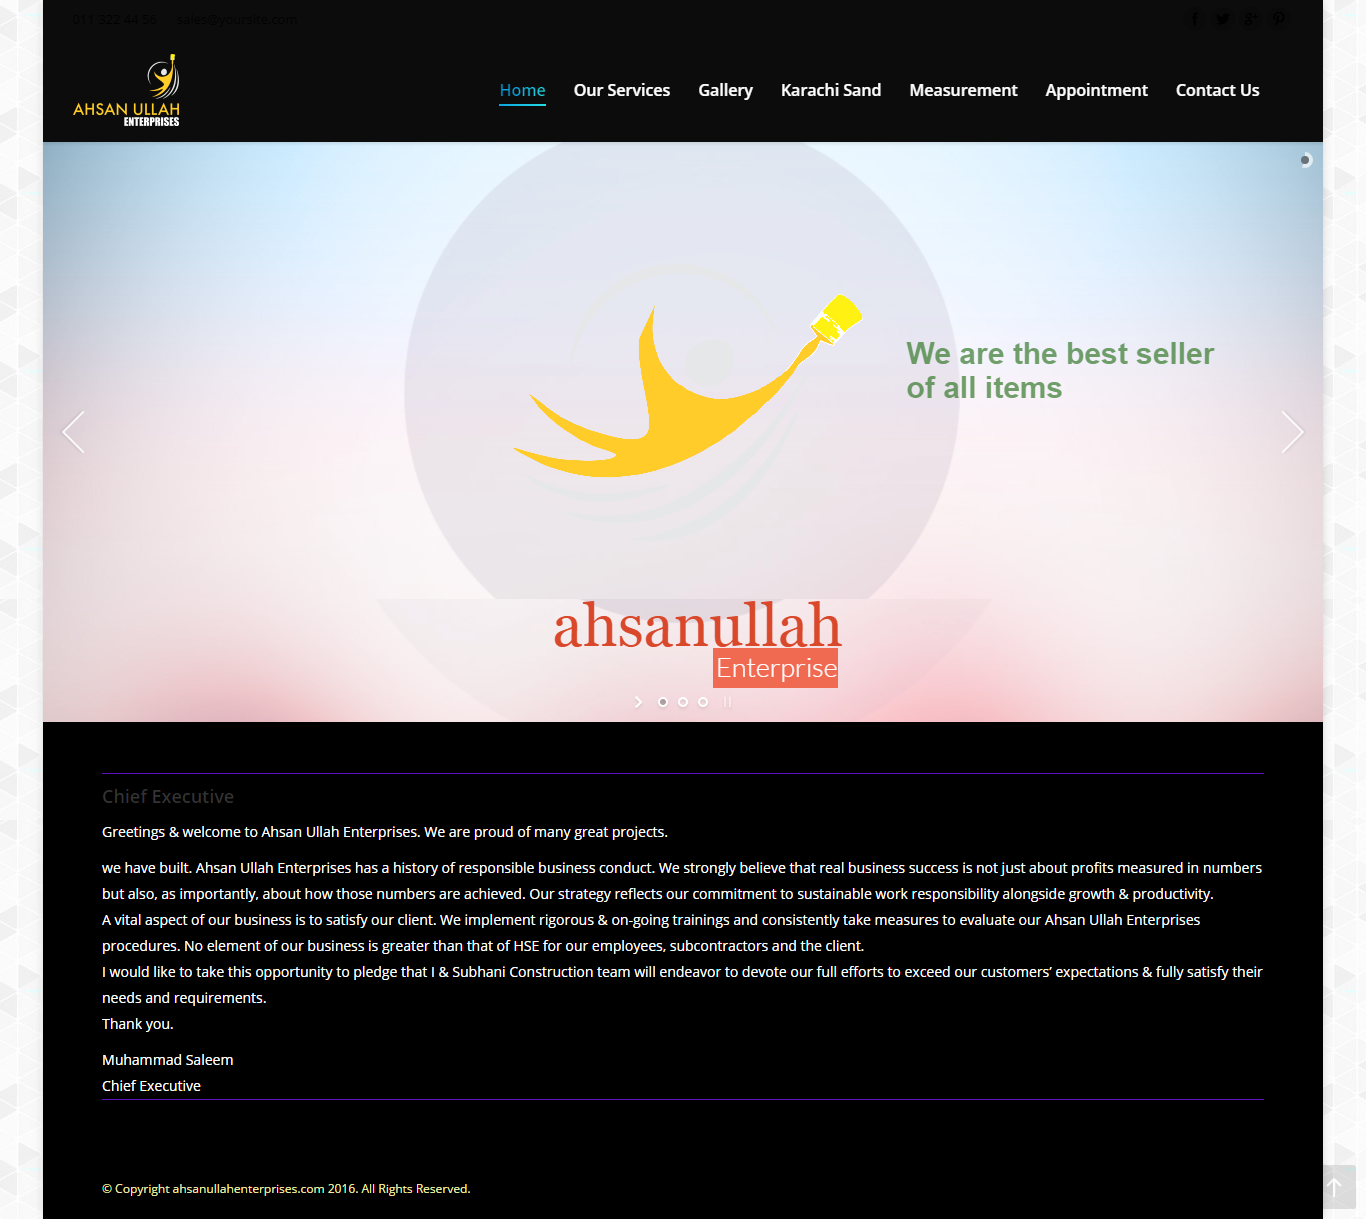 011 322 44 56 sales@yoursite.com
AHSAN ULLAH
ENTERPRISES
Home Our Services Gallery Karachi Sand Measurement Appointment Contact Us
We are the best seller
of all items
ahsanullah
Enterprise
Chief Executive
Greetings & welcome to Ahsan Ullah Enterprises. We are proud of many great projects.
we have built. Ahsan Ullah Enterprises has a history of responsible business conduct. We strongly believe that real business success is not just about profits measured in numbers
but also, as importantly, about how those numbers are achieved. Our strategy reflects our commitment to sustainable work responsibility alongside growth & productivity.
A vital aspect of our business is to satisfy our client. We implement rigorous & on-going trainings and consistently take measures to evaluate our Ahsan Ullah Enterprises
procedures. No element of our business is greater than that of HSE for our employees, subcontractors and the client.
I would like to take this opportunity to pledge that I & Subhani Construction team will endeavor to devote our full efforts to exceed our customers’ expectations & fully satisfy their
needs and requirements.
Thank you.
Muhammad Saleem
Chief Executive
© Copyright ahsanullahenterprises.com 2016. All Rights Reserved.